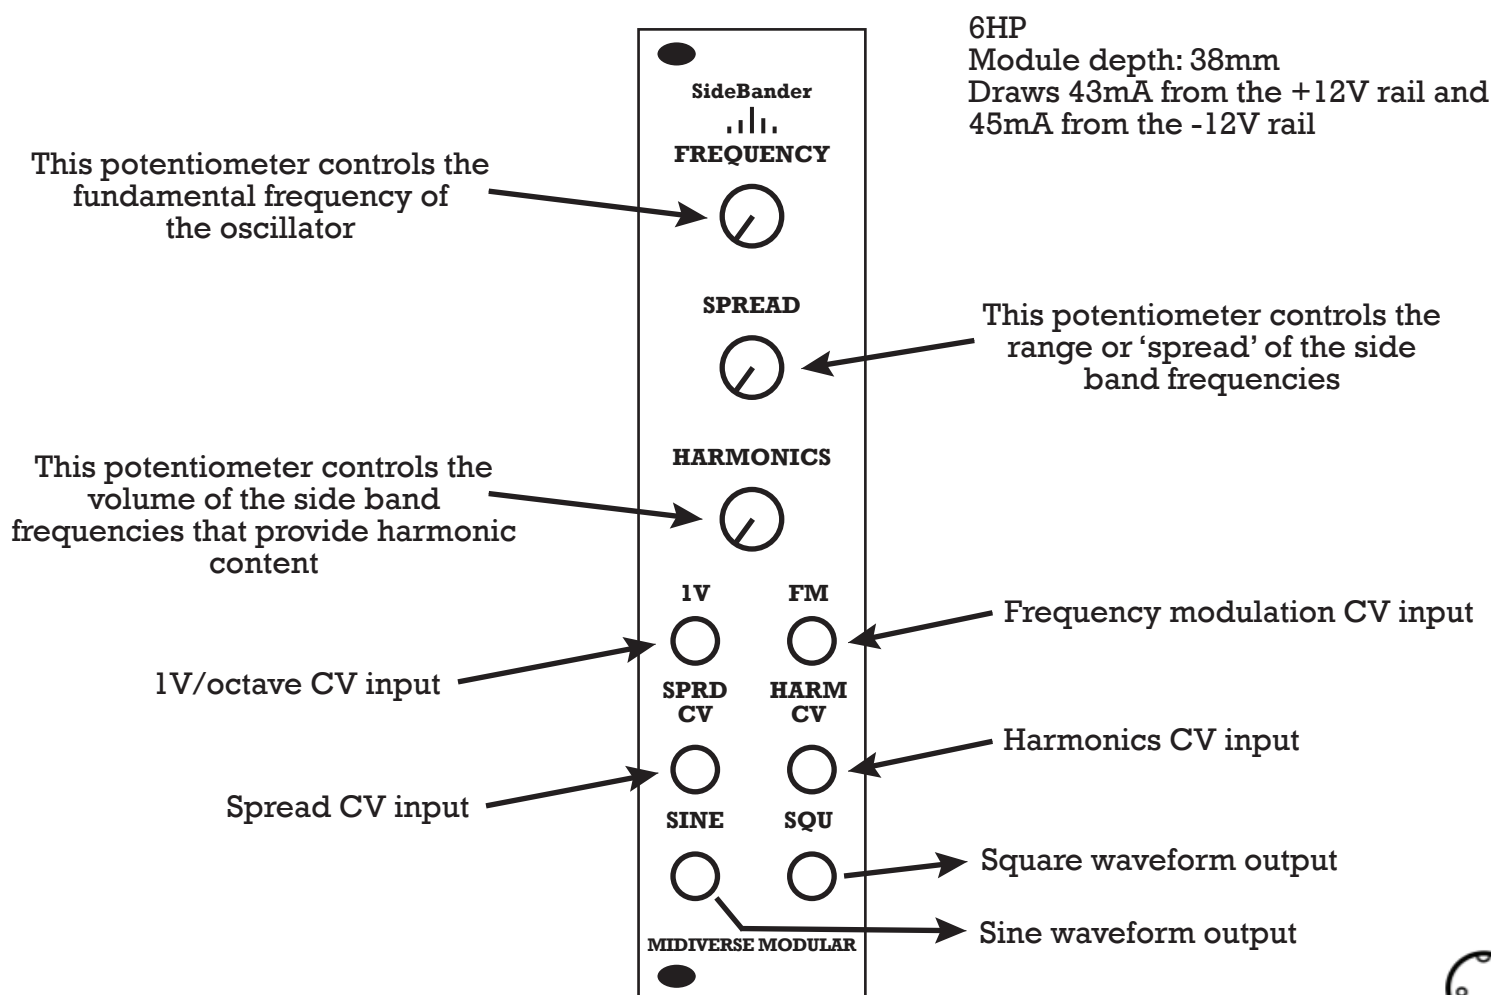 6HP
Module depth: 38mm
Draws 43mA from the +12V rail and
45mA from the -12V rail
SideBander
FREQUENCY
This potentiometer controls the
fundamental frequency of
the oscillator
SPREAD
This potentiometer controls the
range or ‘spread’ of the side
band frequencies
HARMONICS
This potentiometer controls the
volume of the side band
frequencies that provide harmonic
content
1V
FM
Frequency modulation CV input
1V/octave CV input
SPRD
CV
HARM
CV
Harmonics CV input
Spread CV input
SINE
SQU
Square waveform output
Sine waveform output
MIDIVERSE MODULAR